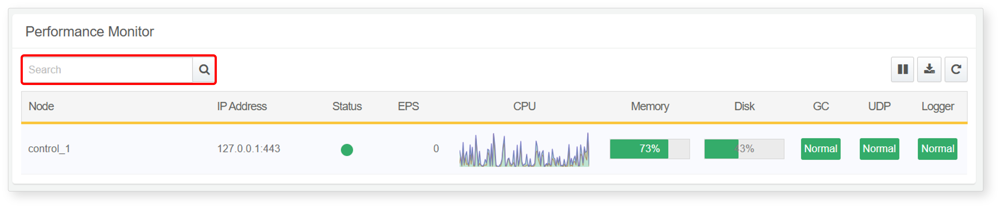 Performance Monitor
Search
Node IP Address Status EPS CPU Memory Disk GC UDP Logger
control_1 127.0.0.1:443 0 73% 43% Normal Normal Normal